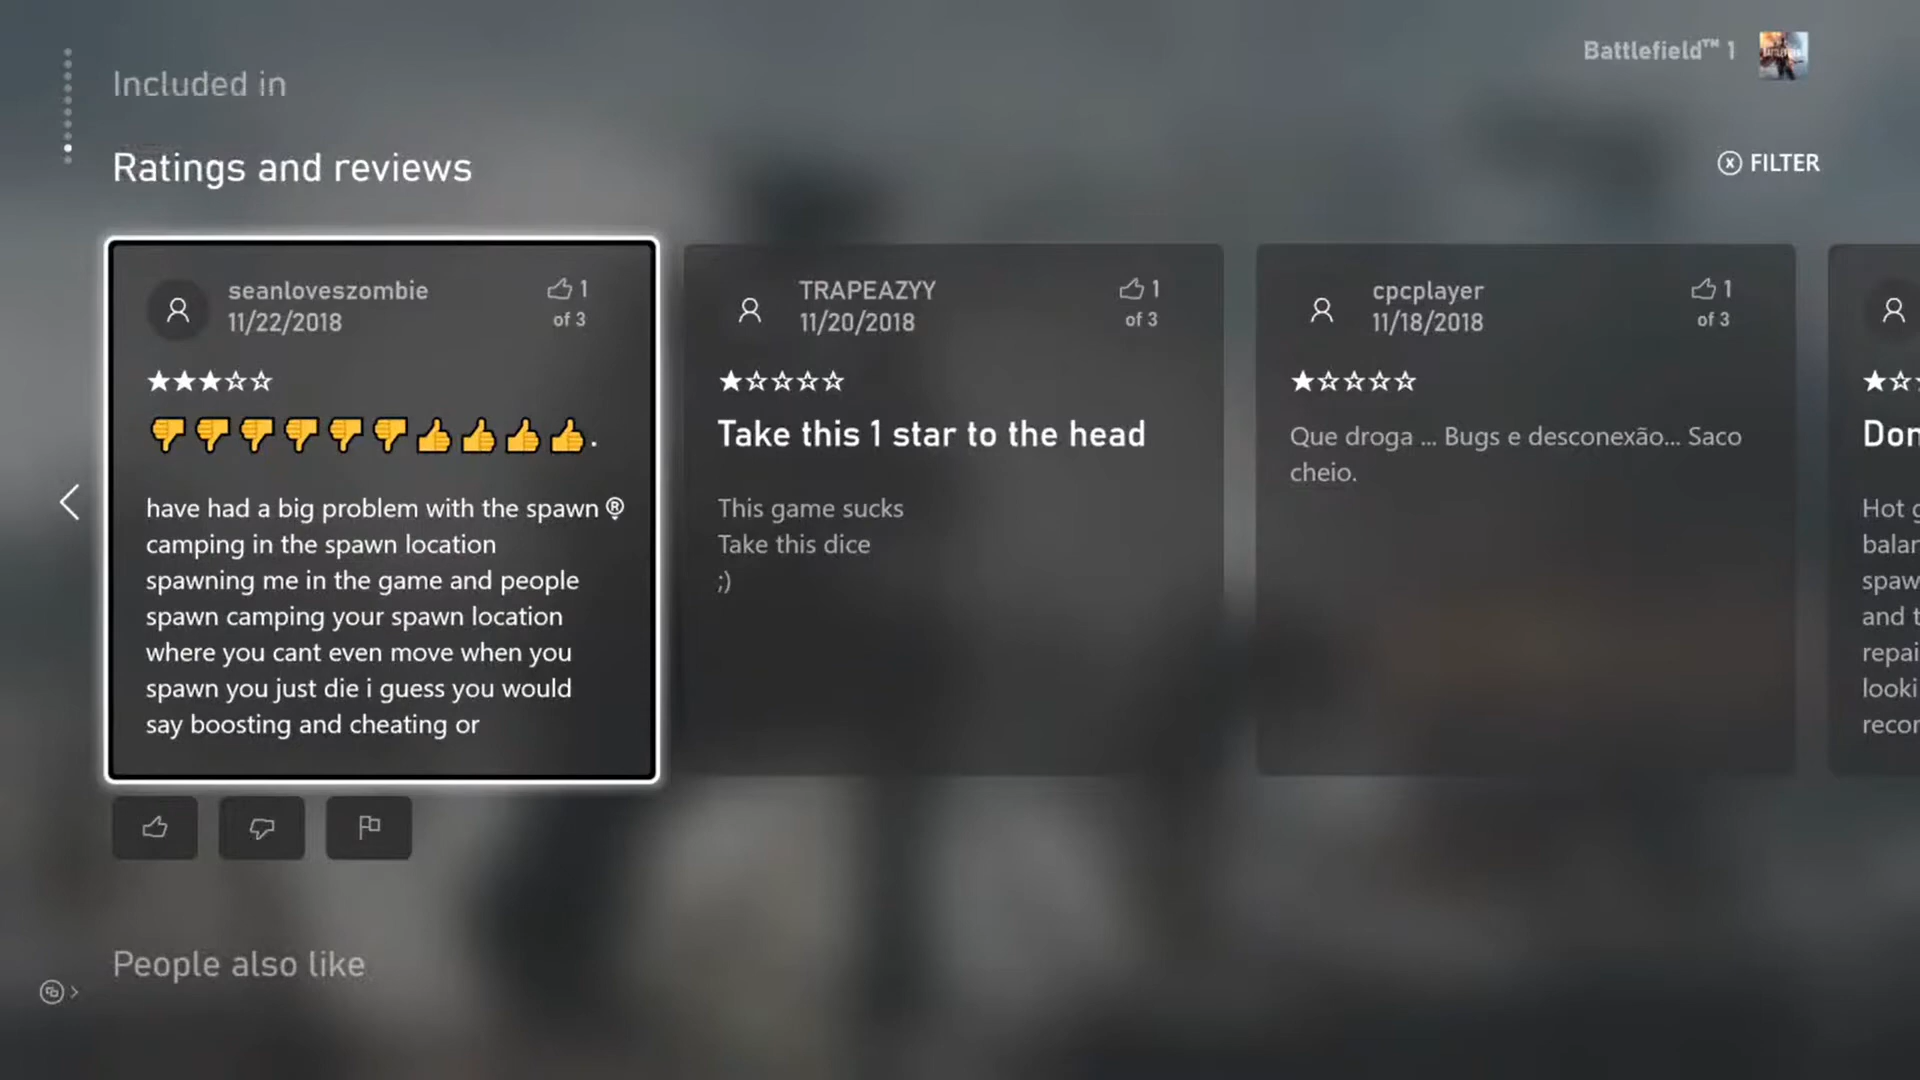 Battlefield™ 1
Included in
Ratings and reviews
Ⓧ FILTER
seanloveszombie
11/22/2018
1
of 3
★★★☆☆
👎👎👎👎👎👎👍👍👍👍.
have had a big problem with the spawn
camping in the spawn location
spawning me in the game and people
spawn camping your spawn location
where you cant even move when you
spawn you just die i guess you would
say boosting and cheating or
TRAPEAZYY
11/20/2018
1
of 3
★☆☆☆☆
Take this 1 star to the head
This game sucks
Take this dice
;)
cpcplayer
11/18/2018
1
of 3
★☆☆☆☆
Que droga ... Bugs e desconexão... Saco
cheio.
Hot
and
People also like